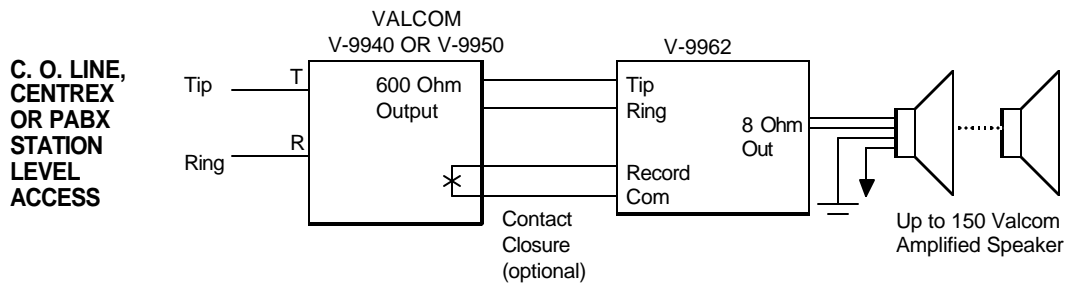 VALCOM
V-9940 OR V-9950
V-9962
C. O. LINE,
CENTREX
OR PABX
STATION
LEVEL
ACCESS
Tip
T
Ring
R
600 Ohm
Output
Tip
Ring
Record
Com
8 Ohm
Out
Contact
Closure
(optional)
Up to 150 Valcom
Amplified Speaker